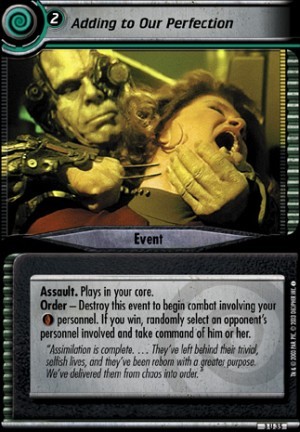 2 Adding to Our Perfection
Event
Assault. Plays in your core.
Order – Destroy this event to begin combat involving your
personnel. If you win, randomly select an opponent's
personnel involved and take command of him or her.
"Assimilation is complete. . . . They've left behind their trivial,
selfish lives, and they've been reborn with a greater purpose.
We've delivered them from chaos into order."
3 U 35